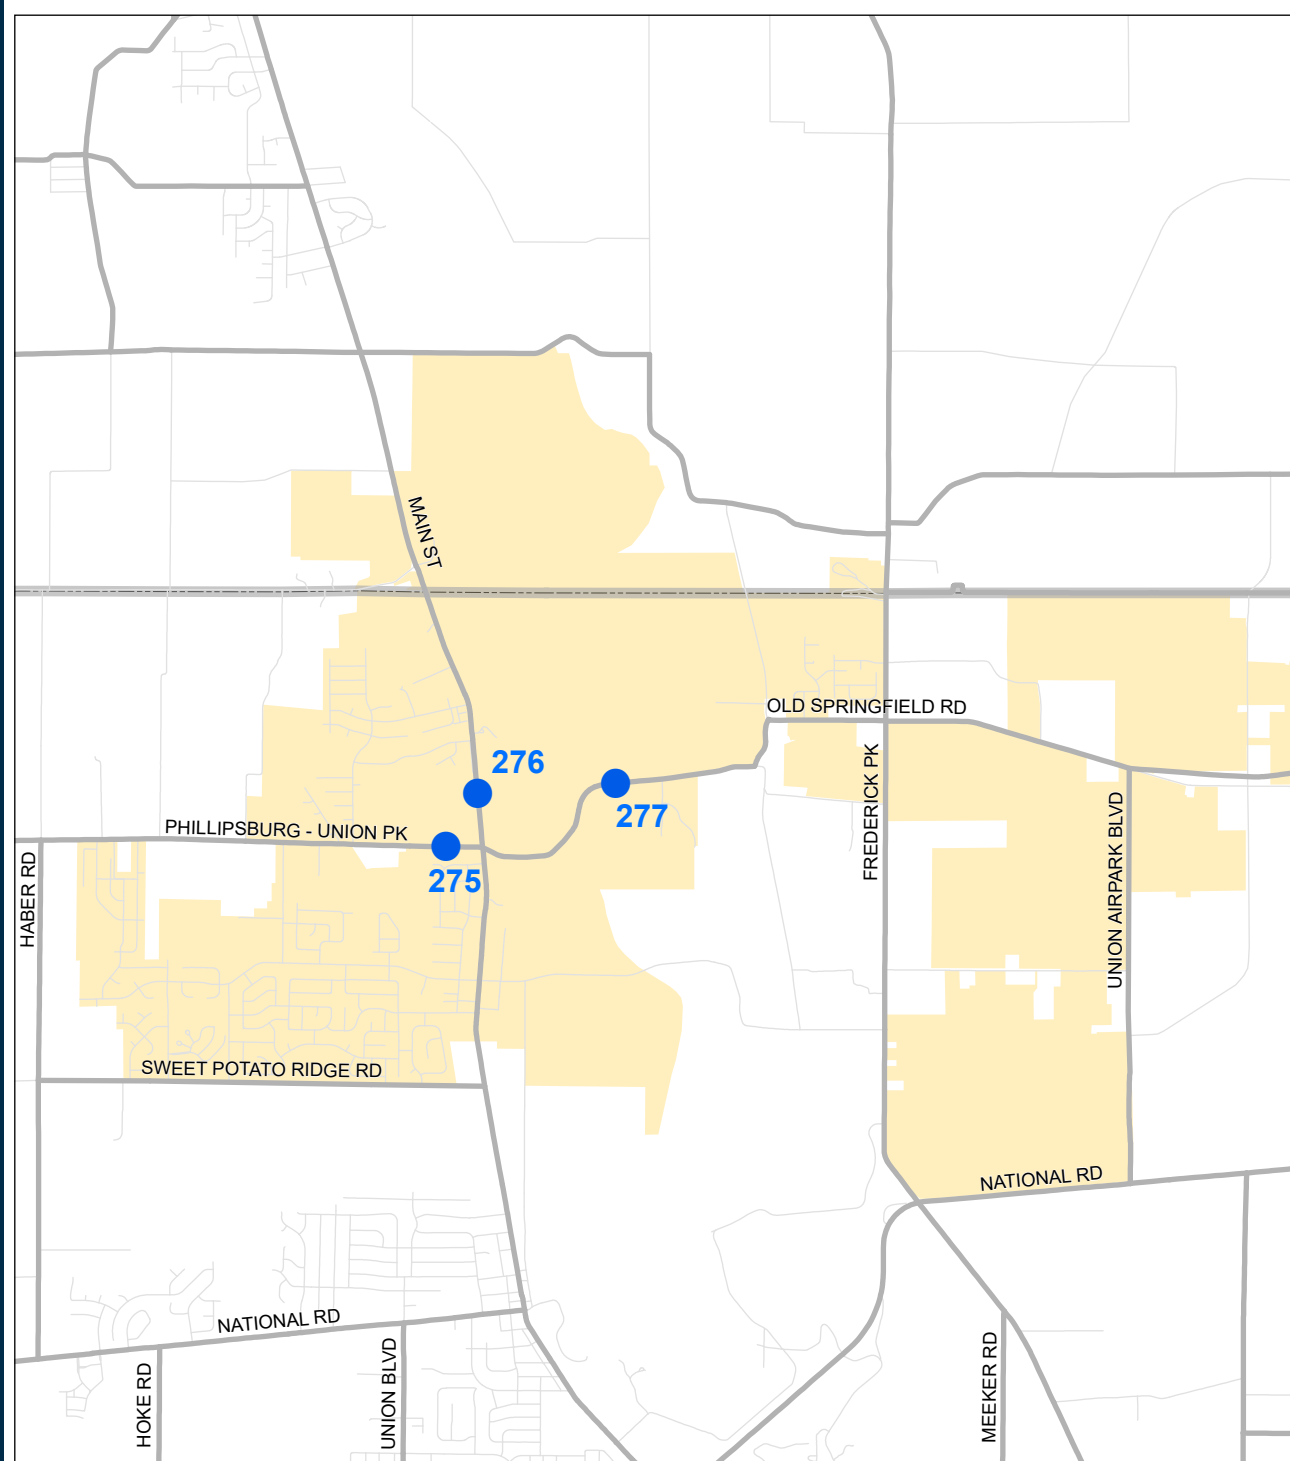 MAIN ST
OLD SPRINGFIELD RD
276
277
FREDERICK PK
PHILLIPSBURG - UNION PK
275
HABER RD
UNION AIRPARK BLVD
SWEET POTATO RIDGE RD
NATIONAL RD
NATIONAL RD
HOKE RD
UNION BLVD
MEEKER RD